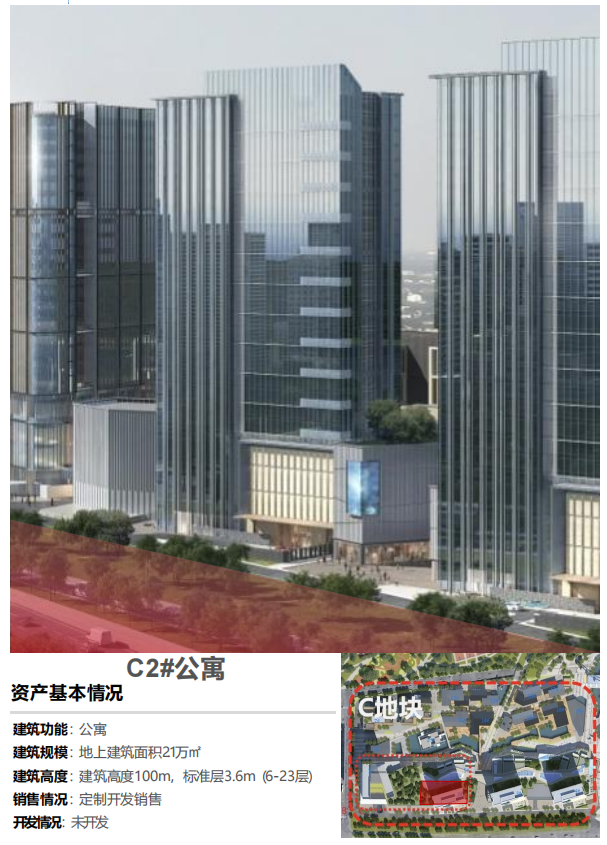 C2#公寓
资产基本情况
建筑功能：公寓
建筑规模：地上建筑面积21万㎡
建筑高度：建筑高度100m，标准层3.6m（6-23层）
销售情况：定制开发销售
开发情况：未开发
C地块